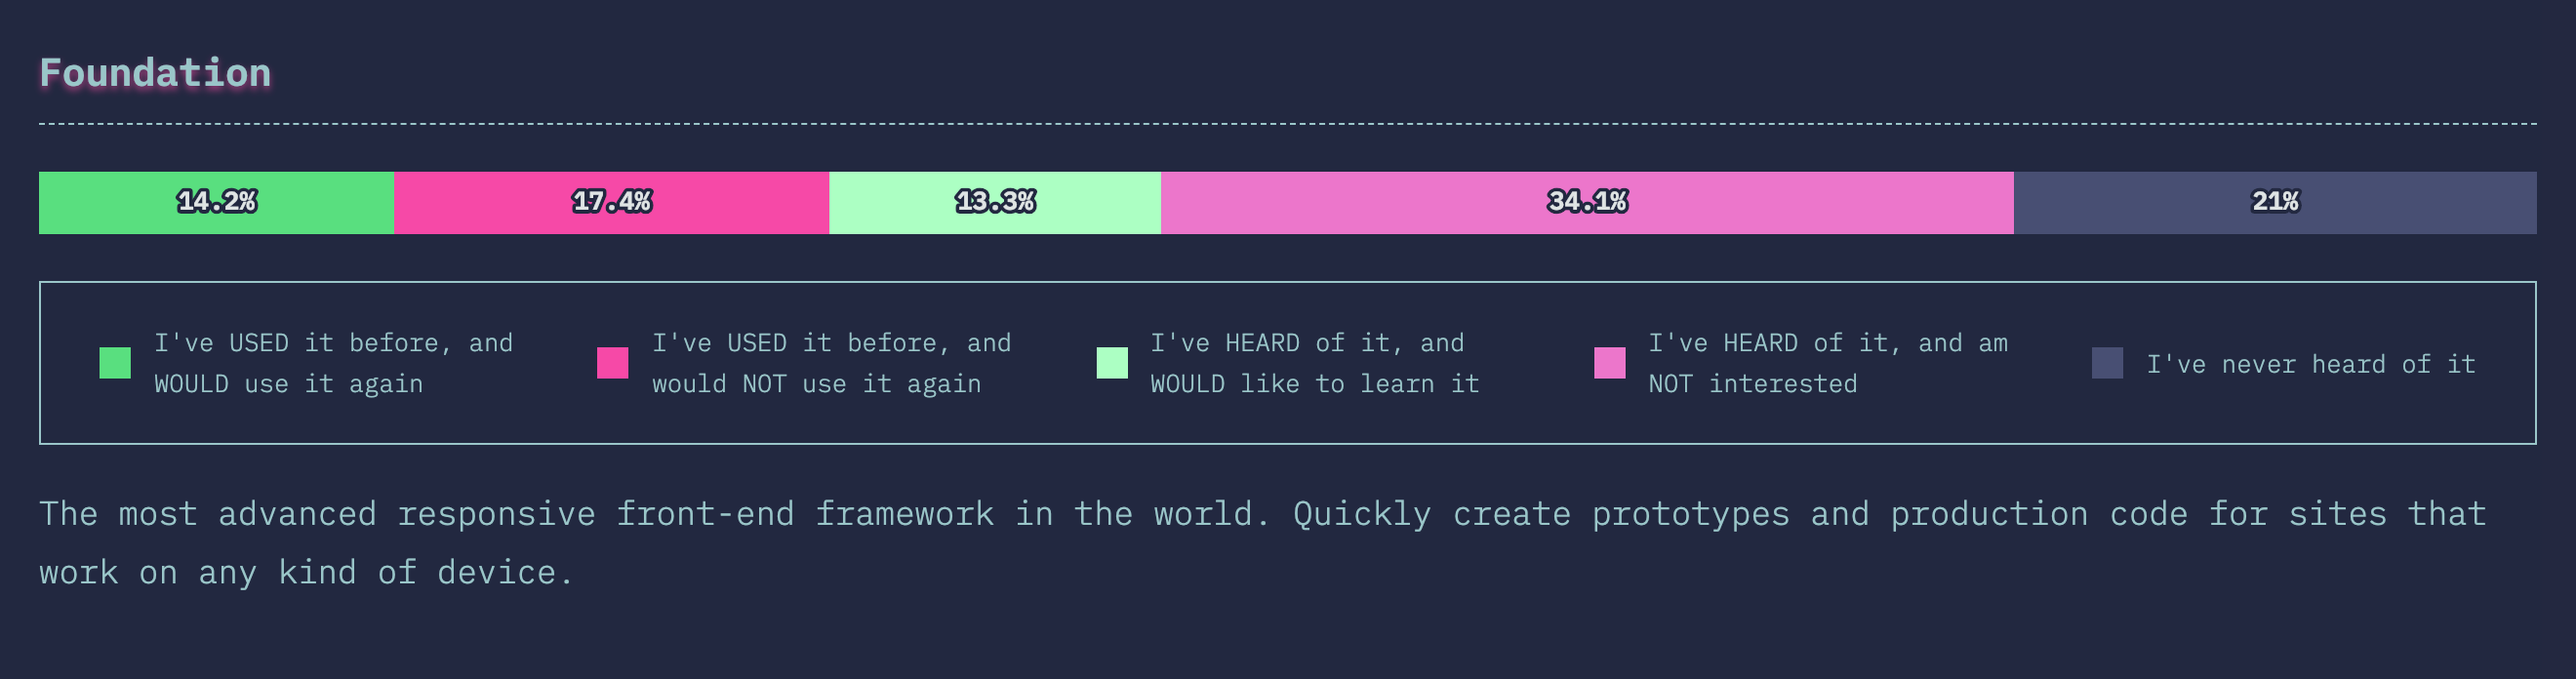 Foundation
14.2% 17.4% 13.3% 34.1% 21%
I've USED it before, and
WOULD use it again
I've USED it before, and
would NOT use it again
I've HEARD of it, and
WOULD like to learn it
I've HEARD of it, and am
NOT interested
I've never heard of it
The most advanced responsive front-end framework in the world. Quickly create prototypes and production code for sites that
work on any kind of device.